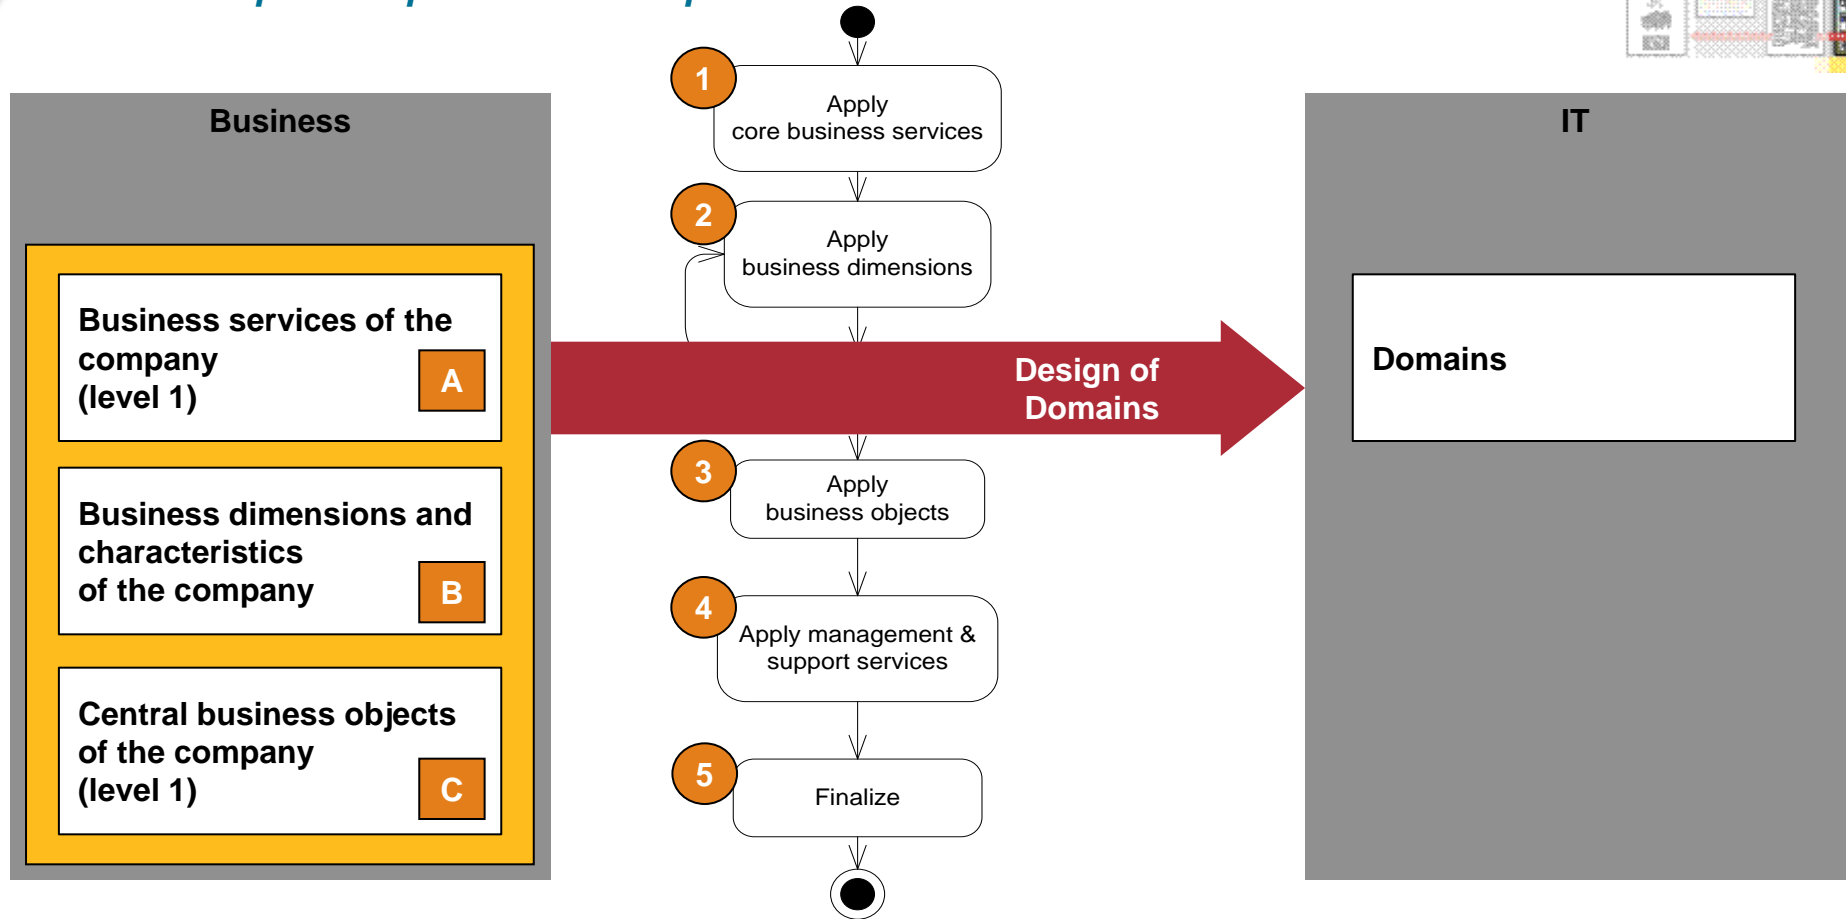 Business
Business services of the
company
(level 1)
A
Business dimensions and
characteristics
of the company
B
Central business objects
of the company
(level 1)
C
1
Apply
core business services
2
Apply
business dimensions
Design of
Domains
3
Apply
business objects
4
Apply management &
support services
5
Finalize
IT
Domains